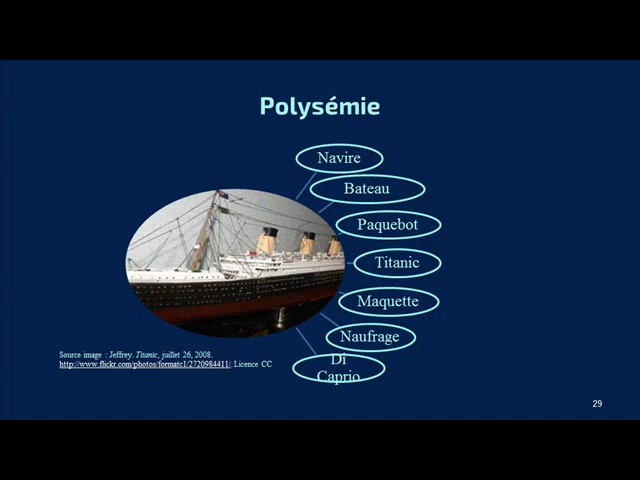 Polysémie
Navire
Bateau
Paquebot
Titanic
Maquette
Naufrage
Di
Caprio
Source image : Jeffrey. Titanic, juillet 26, 2008.
http://www.flickr.com/photos/formatc1/2720984411/. Licence CC
29